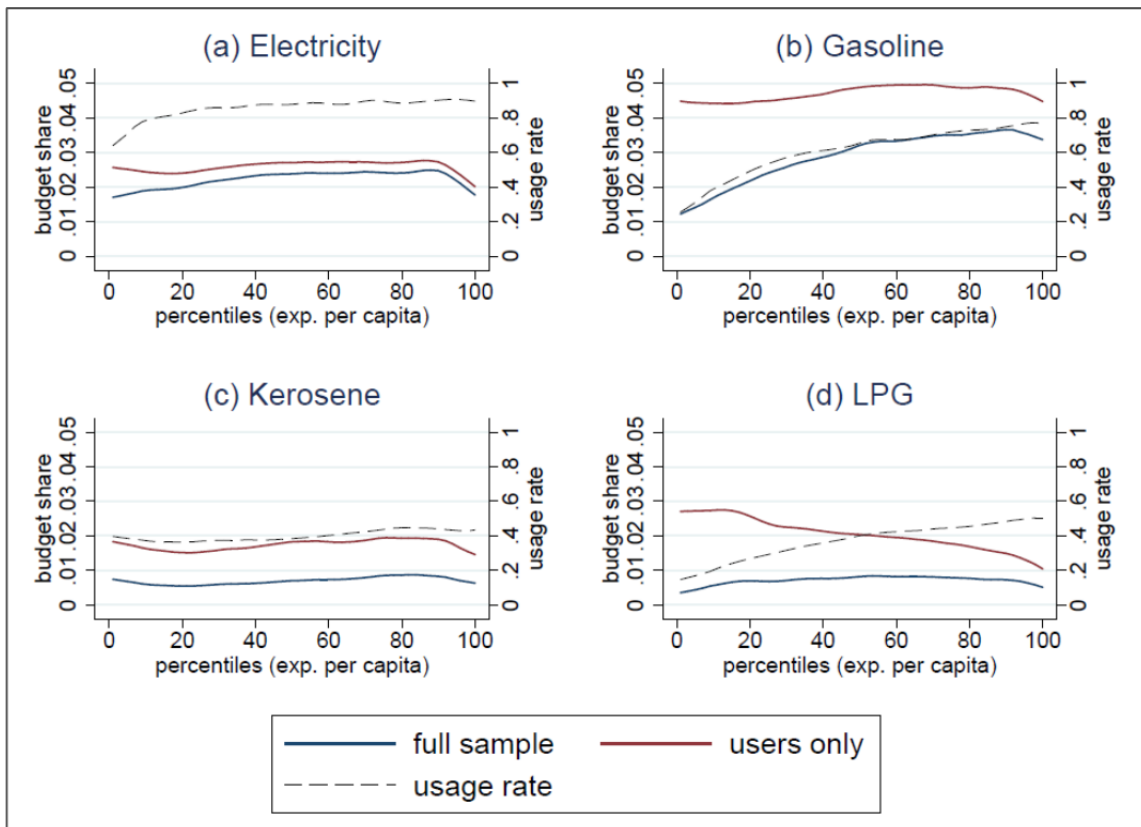 (a) Electricity
budget share
0 .01 .02 .03 .04 .05
usage rate
0 .2 .4 .6 .8 1
0 20 40 60 80 100
percentiles (exp. per capita)
(b) Gasoline
budget share
0 .01 .02 .03 .04 .05
usage rate
0 .2 .4 .6 .8 1
0 20 40 60 80 100
percentiles (exp. per capita)
(c) Kerosene
budget share
0 .01 .02 .03 .04 .05
usage rate
0 .2 .4 .6 .8 1
0 20 40 60 80 100
percentiles (exp. per capita)
(d) LPG
budget share
0 .01 .02 .03 .04 .05
usage rate
0 .2 .4 .6 .8 1
0 20 40 60 80 100
percentiles (exp. per capita)
full sample
users only
usage rate